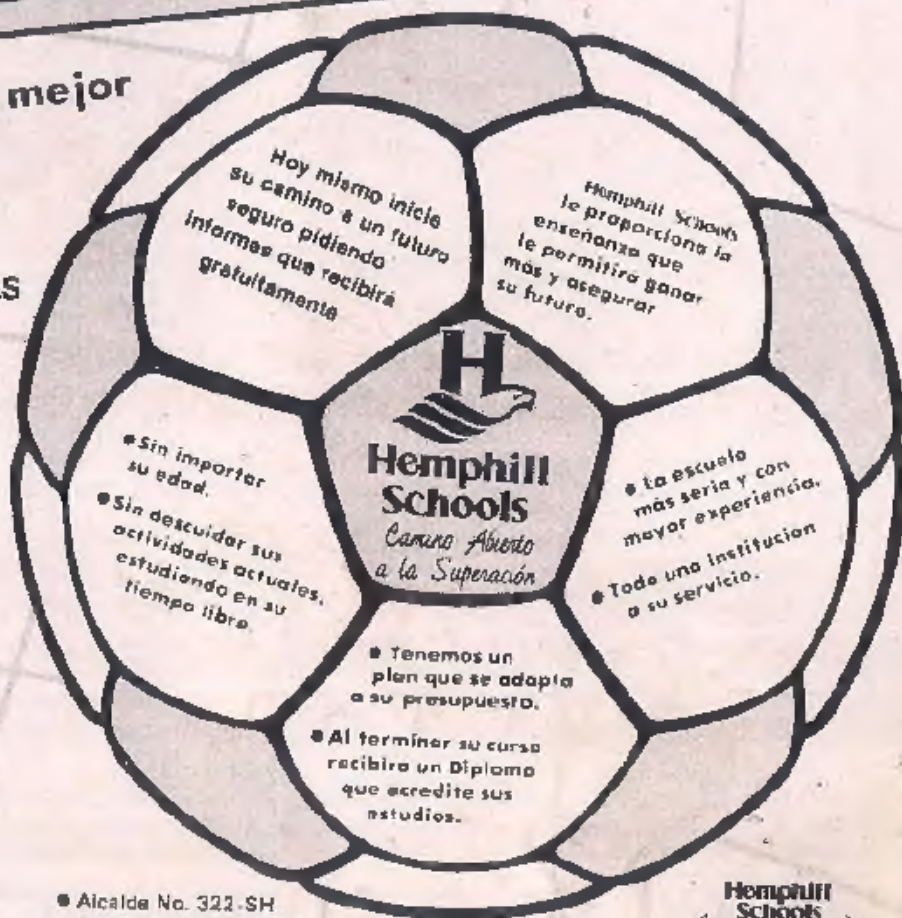 mejor
AS
Hoy mismo inicie
su camino a un futuro
seguro pidiendo
informes que recibirá
gratuitamente
Hemphill Schools
le proporciona la
enseñanza que
le permitira ganar
más y asegurar
su futuro.
H
Hemphill
Schools
Camino Abierto
a la Superación
• Sin importar
su edad.
• Sin descuidar sus
actividades actuales,
estudiando en su
tiempo libre.
• La escuela
más seria y con
mayor experiencia.
• Toda una institucion
a su servicio.
• Tenemos un
plan que se adapta
a su presupuesto.
• Al terminar su curso
recibira un Diploma
que acredite sus
estudios.
• Alcalde No. 322-SH
Hemphill
Schools